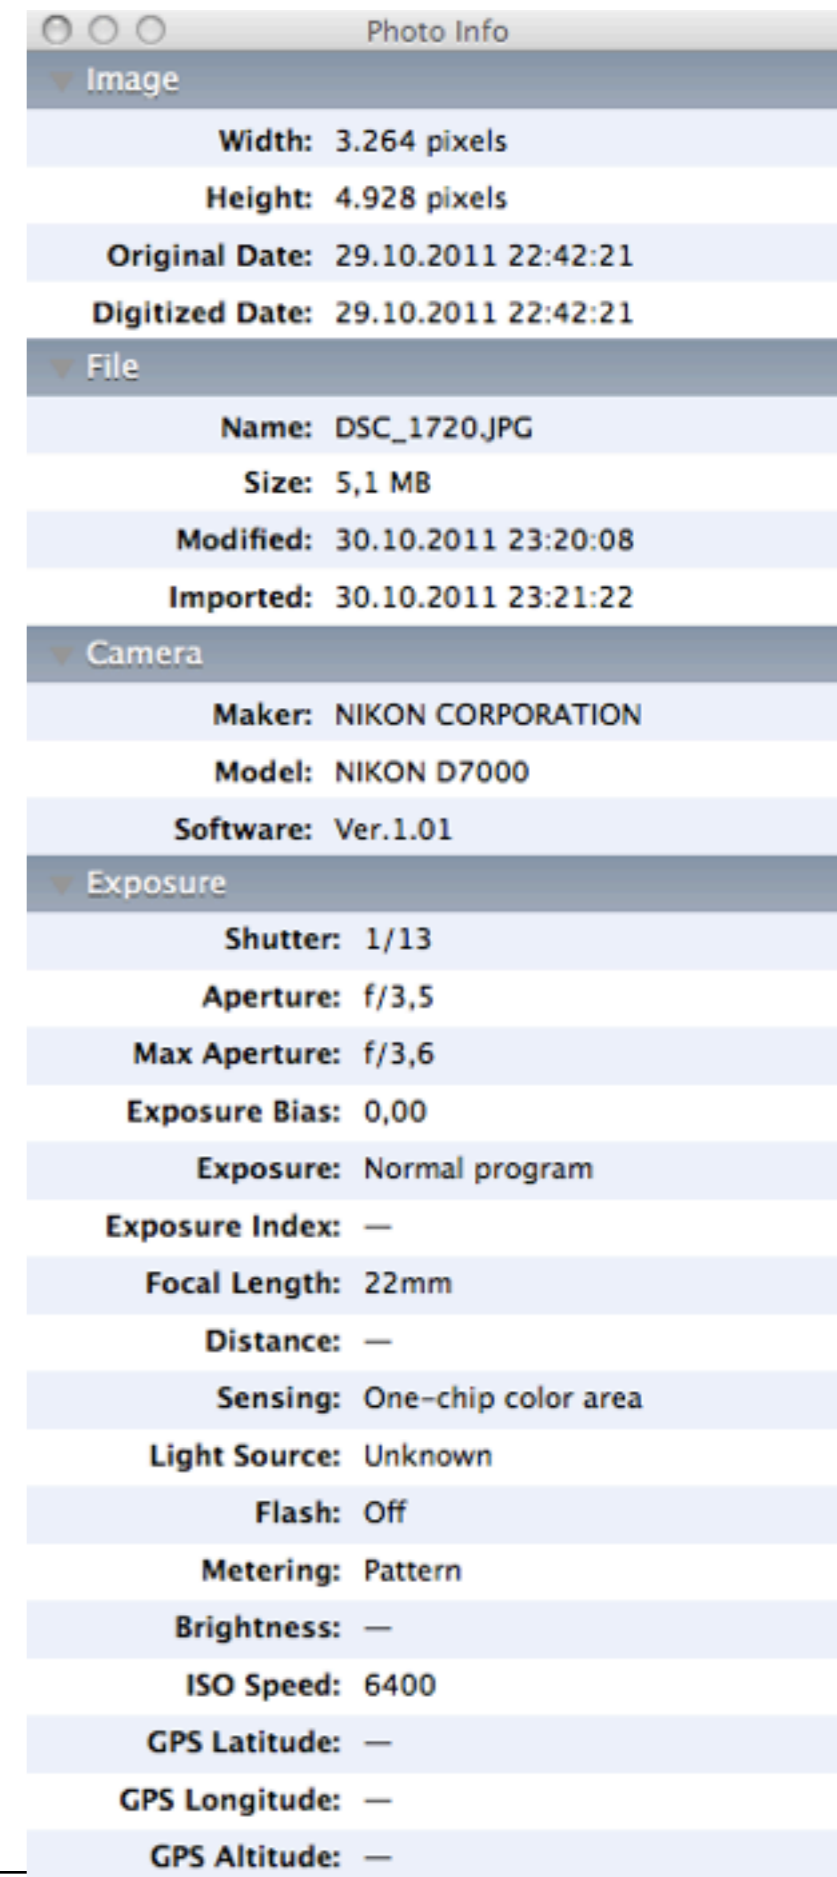 Photo Info
Image
Width: 3.264 pixels
Height: 4.928 pixels
Original Date: 29.10.2011 22:42:21
Digitized Date: 29.10.2011 22:42:21
File
Name: DSC_1720.JPG
Size: 5,1 MB
Modified: 30.10.2011 23:20:08
Imported: 30.10.2011 23:21:22
Camera
Maker: NIKON CORPORATION
Model: NIKON D7000
Software: Ver.1.01
Exposure
Shutter: 1/13
Aperture: f/3,5
Max Aperture: f/3,6
Exposure Bias: 0,00
Exposure: Normal program
Exposure Index: —
Focal Length: 22mm
Distance: —
Sensing: One-chip color area
Light Source: Unknown
Flash: Off
Metering: Pattern
Brightness: —
ISO Speed: 6400
GPS Latitude: —
GPS Longitude: —
GPS Altitude: —